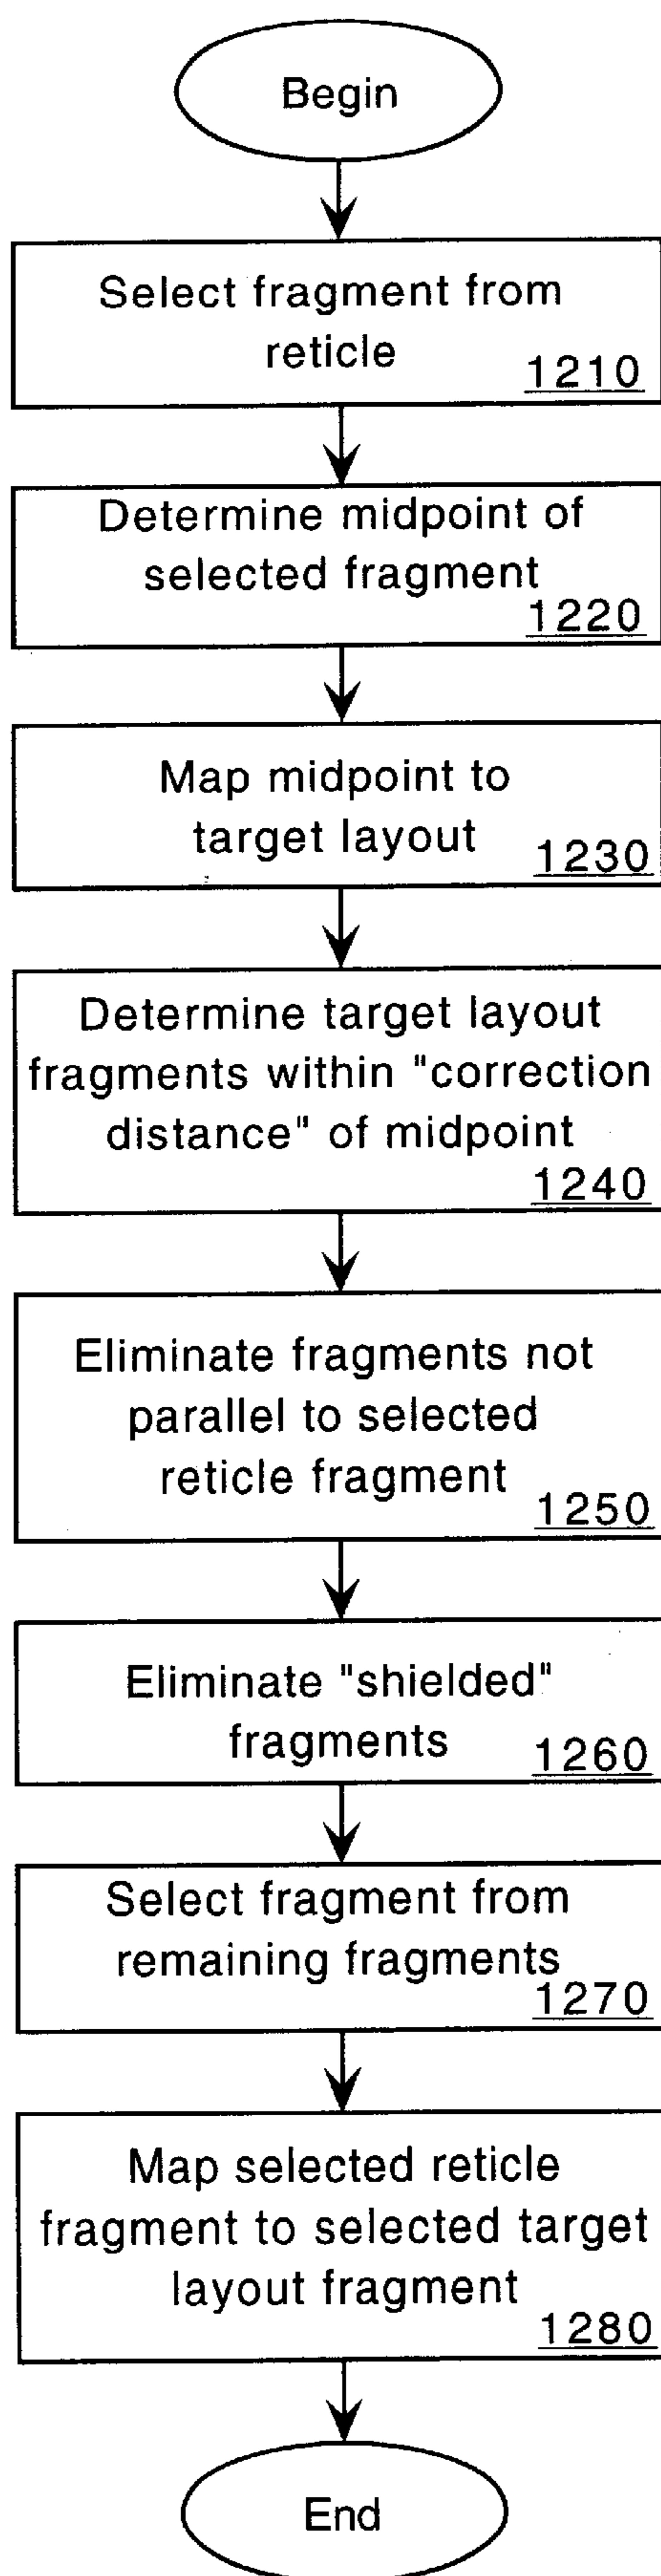 Begin
Select fragment from
reticle
1210
Determine midpoint of
selected fragment
1220
Map midpoint to
target layout
1230
Determine target layout
fragments within "correction
distance" of midpoint
1240
Eliminate fragments not
parallel to selected
reticle fragment
1250
Eliminate "shielded"
fragments
1260
Select fragment from
remaining fragments
1270
Map selected reticle
fragment to selected target
layout fragment
1280
End